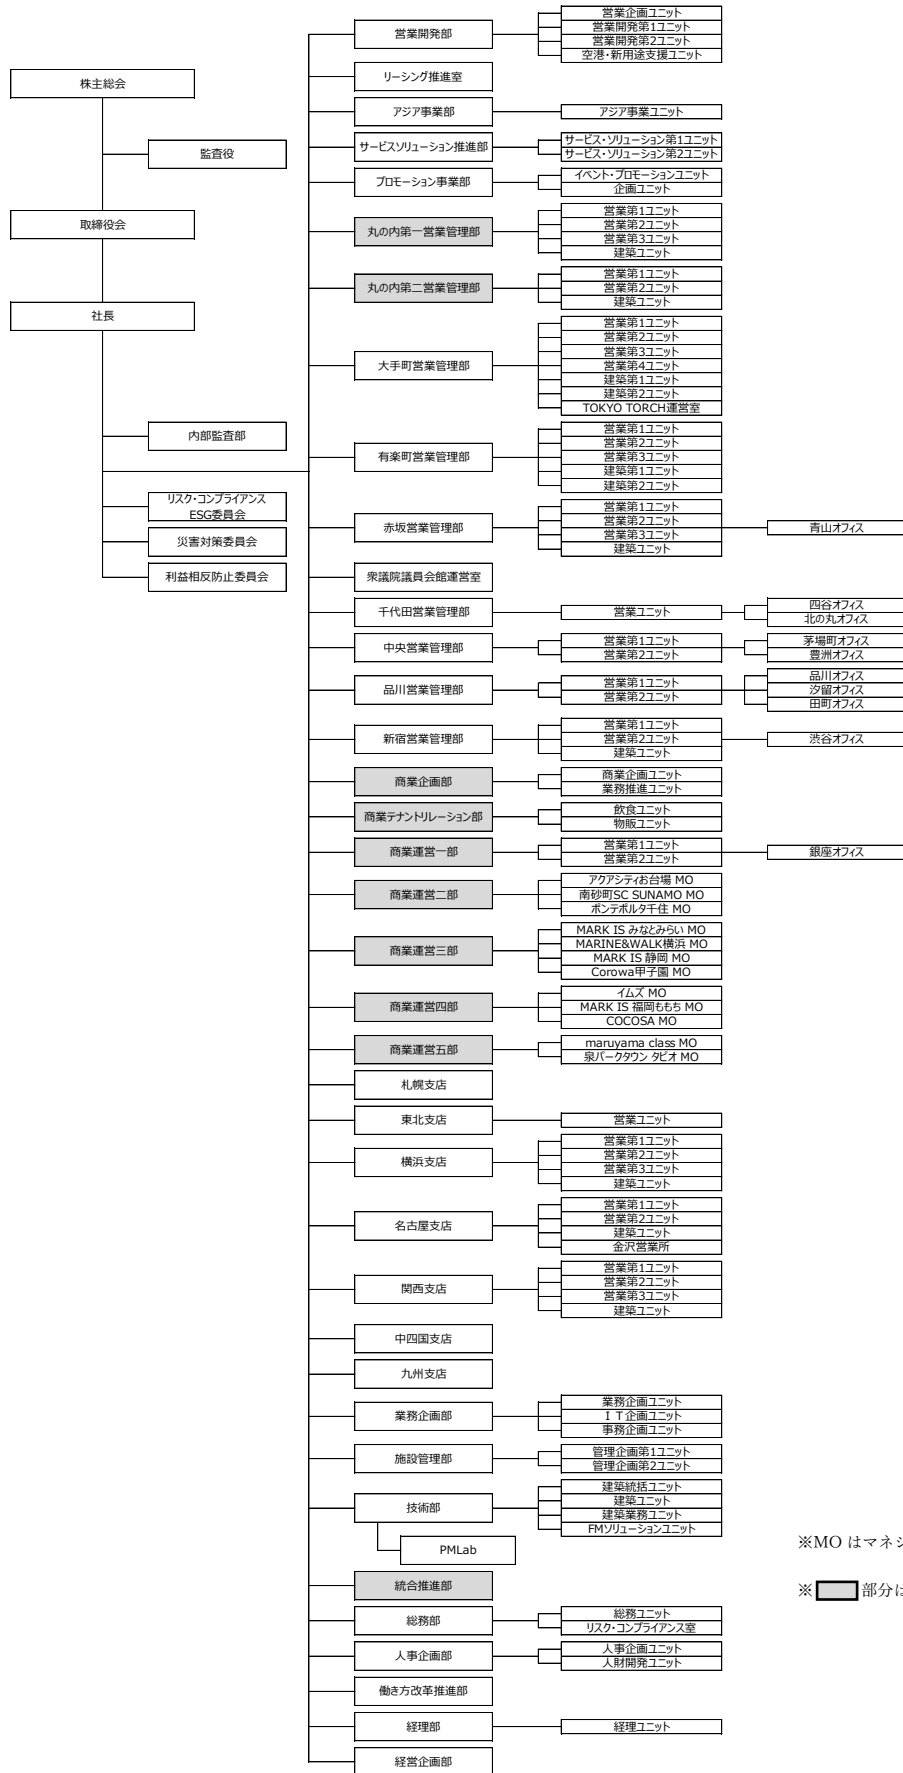 株主総会
監査役
取締役会
社長
内部監査部
リスク・コンプライアンス
ESG委員会
災害対策委員会
利益相反防止委員会
営業開発部
営業企画ユニット
営業開発第1ユニット
営業開発第2ユニット
空港・新用途支援ユニット
リーシング推進室
アジア事業部
アジア事業ユニット
サービスソリューション推進部
サービス・ソリューション第1ユニット
サービス・ソリューション第2ユニット
プロモーション事業部
イベント・プロモーションユニット
企画ユニット
丸の内第一営業管理部
営業第1ユニット
営業第2ユニット
営業第3ユニット
建築ユニット
丸の内第二営業管理部
営業第1ユニット
営業第2ユニット
建築ユニット
大手町営業管理部
営業第1ユニット
営業第2ユニット
営業第3ユニット
営業第4ユニット
建築第1ユニット
建築第2ユニット
TOKYO TORCH運営室
有楽町営業管理部
営業第1ユニット
営業第2ユニット
営業第3ユニット
建築第1ユニット
建築第2ユニット
赤坂営業管理部
営業第1ユニット
営業第2ユニット
営業第3ユニット
建築ユニット
青山オフィス
衆議院議員会館運営室
千代田営業管理部
営業ユニット
四谷オフィス
北の丸オフィス
中央営業管理部
営業第1ユニット
営業第2ユニット
茅場町オフィス
豊洲オフィス
品川営業管理部
営業第1ユニット
営業第2ユニット
品川オフィス
汐留オフィス
田町オフィス
新宿営業管理部
営業第1ユニット
営業第2ユニット
建築ユニット
渋谷オフィス
商業企画部
商業企画ユニット
業務推進ユニット
商業テナントリレーション部
飲食ユニット
物販ユニット
商業運営一部
営業第1ユニット
営業第2ユニット
銀座オフィス
商業運営二部
アクアシティお台場 MO
南砂町SC SUNAMO MO
ポンテポルタ千住 MO
商業運営三部
MARK IS みなとみらい MO
MARINE&WALK横浜 MO
MARK IS 静岡 MO
Corowa甲子園 MO
商業運営四部
イムズ MO
MARK IS 福岡ももち MO
COCOSA MO
商業運営五部
maruyama class MO
泉パークタウン タピオ MO
札幌支店
東北支店
営業ユニット
横浜支店
営業第1ユニット
営業第2ユニット
営業第3ユニット
建築ユニット
名古屋支店
営業第1ユニット
営業第2ユニット
建築ユニット
金沢営業所
関西支店
営業第1ユニット
営業第2ユニット
営業第3ユニット
建築ユニット
中四国支店
九州支店
業務企画部
業務企画ユニット
ＩＴ企画ユニット
事務企画ユニット
施設管理部
管理企画第1ユニット
管理企画第2ユニット
技術部
建築統括ユニット
建築ユニット
建築業務ユニット
FMソリューションユニット
PMLab
統合推進部
総務部
総務ユニット
リスク・コンプライアンス室
人事企画部
人事企画ユニット
人財開発ユニット
働き方改革推進部
経理部
経理ユニット
経営企画部
※MO はマネジ
※ 部分は